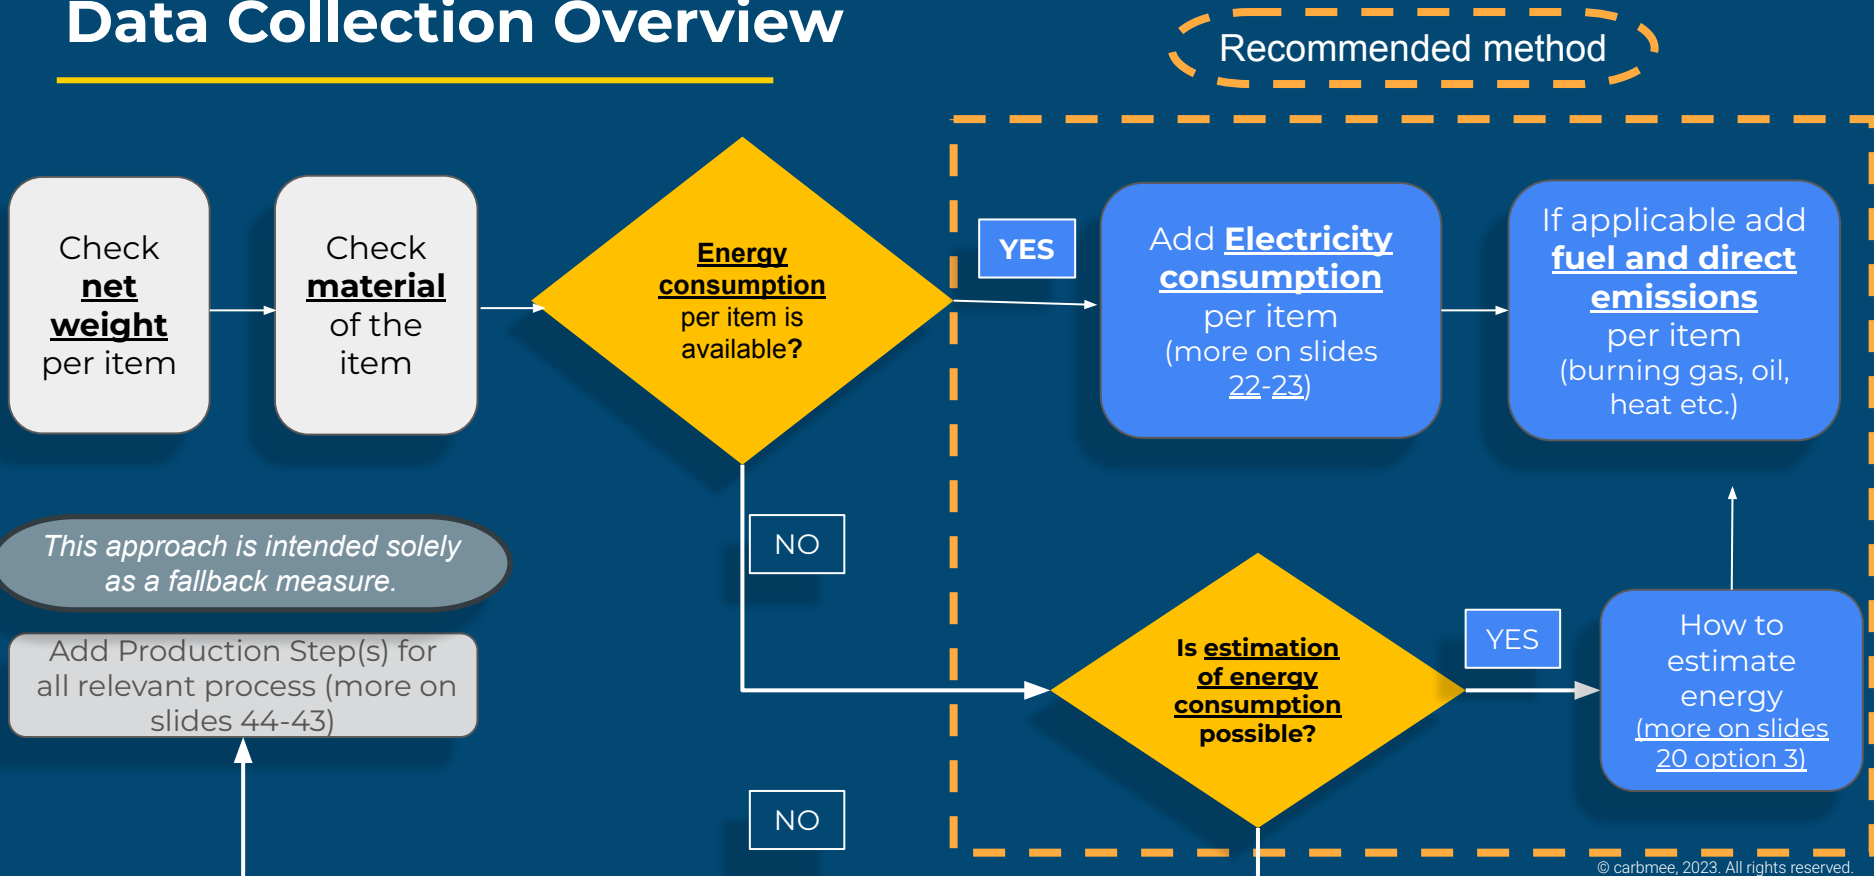 Data Collection Overview
Recommended method
Check
net
weight
per item
Check
material
of the
item
Energy
consumption
per item is
available?
YES
Add Electricity
consumption
per item
(more on slides
22-23)
If applicable add
fuel and direct
emissions
per item
(burning gas, oil,
heat etc.)
This approach is intended solely
as a fallback measure.
NO
Add Production Step(s) for
all relevant process (more on
slides 44-43)
Is estimation
of energy
consumption
possible?
YES
How to
estimate
energy
(more on slides
20 option 3)
NO
© carbmee, 2023. All rights reserved.